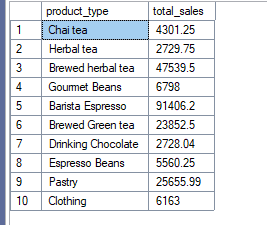 product_type total_sales
1 Chai tea 4301.25
2 Herbal tea 2729.75
3 Brewed herbal tea 47539.5
4 Gourmet Beans 6798
5 Barista Espresso 91406.2
6 Brewed Green tea 23852.5
7 Drinking Chocolate 2728.04
8 Espresso Beans 5560.25
9 Pastry 25655.99
10 Clothing 6163